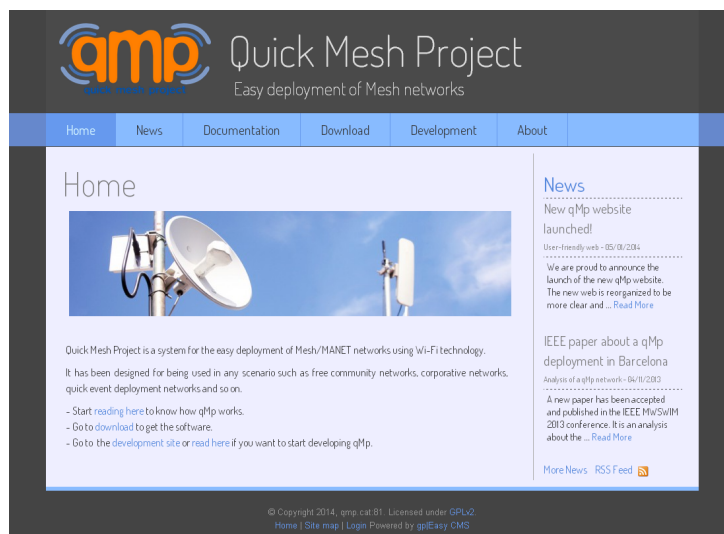 qmp
quick mesh project
Quick Mesh Project
Easy deployment of Mesh networks
Home
News
Documentation
Download
Development
About
Home
Quick Mesh Project is a system for the easy deployment of Mesh/MANET networks using Wi-Fi technology.
It has been designed for being used in any scenario such as free community networks, corporative networks,
quick event deployment networks and so on.
- Start reading here to know how qMp works.
- Go to download to get the software.
- Go to the development site or read here if you want to start developing qMp.
News
New qMp website
launched!
User-friendly web - 05/01/2014
We are proud to announce the
launch of the new qMp website.
The new web is reorganized to be
more clear and ... Read More
IEEE paper about a qMp
deployment in Barcelona
Analysis of a qMp network - 04/11/2013
A new paper has been accepted
and published in the IEEE MWSWIM
2013 conference. It is an analysis
about the ... Read More
More News RSS Feed
© Copyright 2014, qmp.cat:81. Licensed under GPLv2.
Home | Site map | Login Powered by gp|Easy CMS